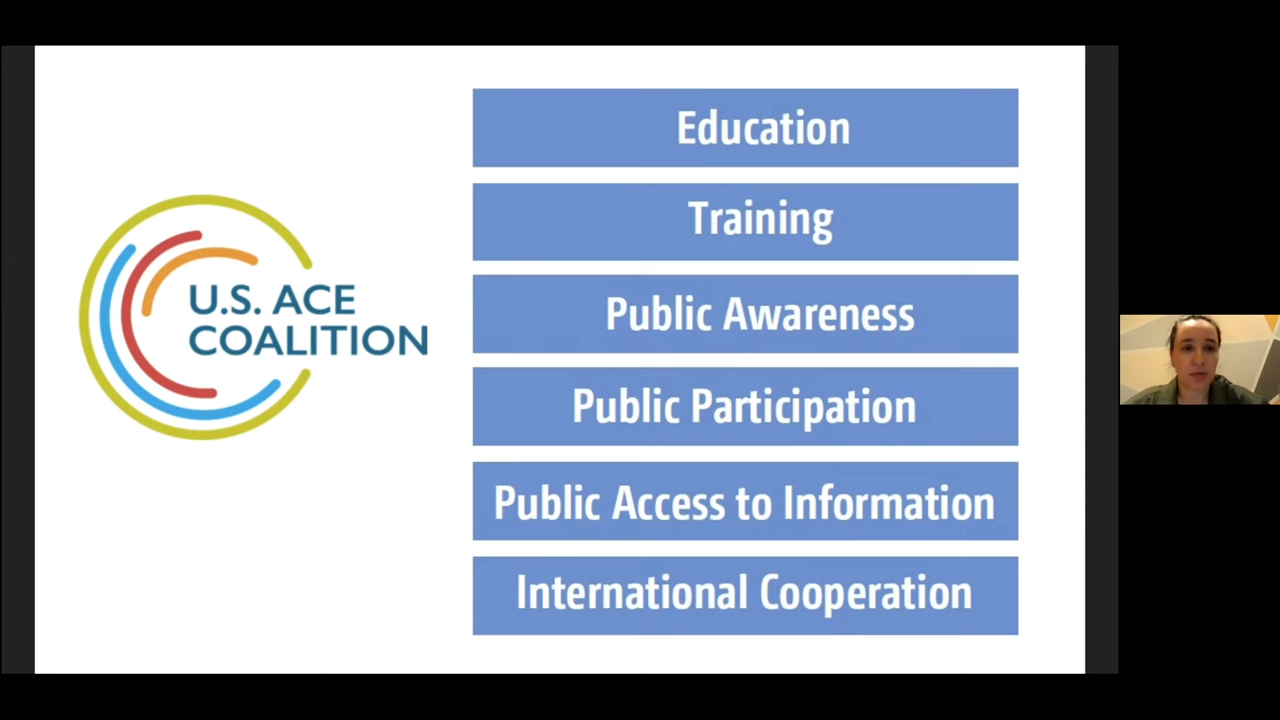 U.S. ACE
COALITION
Education
Training
Public Awareness
Public Participation
Public Access to Information
International Cooperation